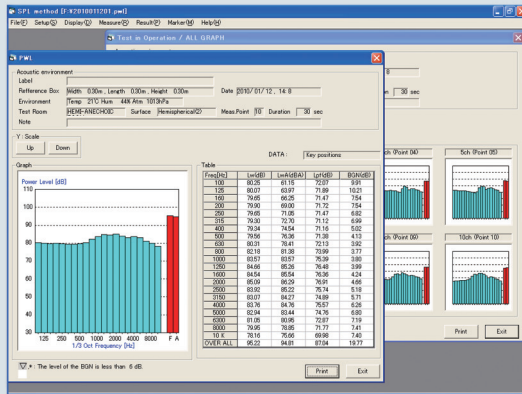 SPL method [F:¥2010011201.pwl]
File(F) Setup(S) Display(D) Measure(R) Result(P) Marker(M) Help(H)
Test in Operation / ALL GRAPH
PWL
Acoustic environment
Label
Refference Box Width 0.30m , Length 0.30m , Height 0.30m Date 2010/ 01/ 12 , 14: 8
Environment Temp 21℃ Hum 44% Atm 1013hPa
Test Room HEMI-ANECHOIC Surface Hemispherical(2) Meas.Point 10 Duration 30 sec
Note
8
on 30 sec
Y : Scale
Up Down
DATA : Key positions
Graph
Power Level [dB]
110
100
90
80
70
60
50
40
30
125 250 500 1000 2000 4000 8000 F A
1/3 Oct Frequency [Hz]
Table
Freq[Hz] Lw(dB) LwA(dBA) Lpf(dB) BGN(dB)
100 80.25 61.15 72.07 9.91
125 80.07 63.97 71.89 10.21
160 79.65 66.25 71.47 7.54
200 79.90 69.00 71.72 7.54
250 79.65 71.05 71.47 6.82
315 79.30 72.70 71.12 6.99
400 79.34 74.54 71.16 5.02
500 79.56 76.36 71.38 4.13
630 80.31 78.41 72.13 3.92
800 82.18 81.38 73.99 3.77
1000 83.57 83.57 75.39 3.80
1250 84.66 85.26 76.48 3.99
1600 84.54 85.54 76.36 4.24
2000 85.09 86.29 76.91 4.66
2500 83.92 85.22 75.74 5.18
3150 83.07 84.27 74.89 5.71
4000 83.76 84.76 75.57 6.26
5000 82.94 83.44 74.76 6.80
6300 81.05 80.95 72.87 7.19
8000 79.95 78.85 71.77 7.41
10 K 78.16 75.66 69.98 7.40
OVER ALL 95.22 94.81 87.04 19.77
ch (Point 04) 5ch (Point 05)
ch (Point 09) 10ch (Point 10)
▽,* : The level of the BGN is less than 6 dB.
Print Exit
Print Exit